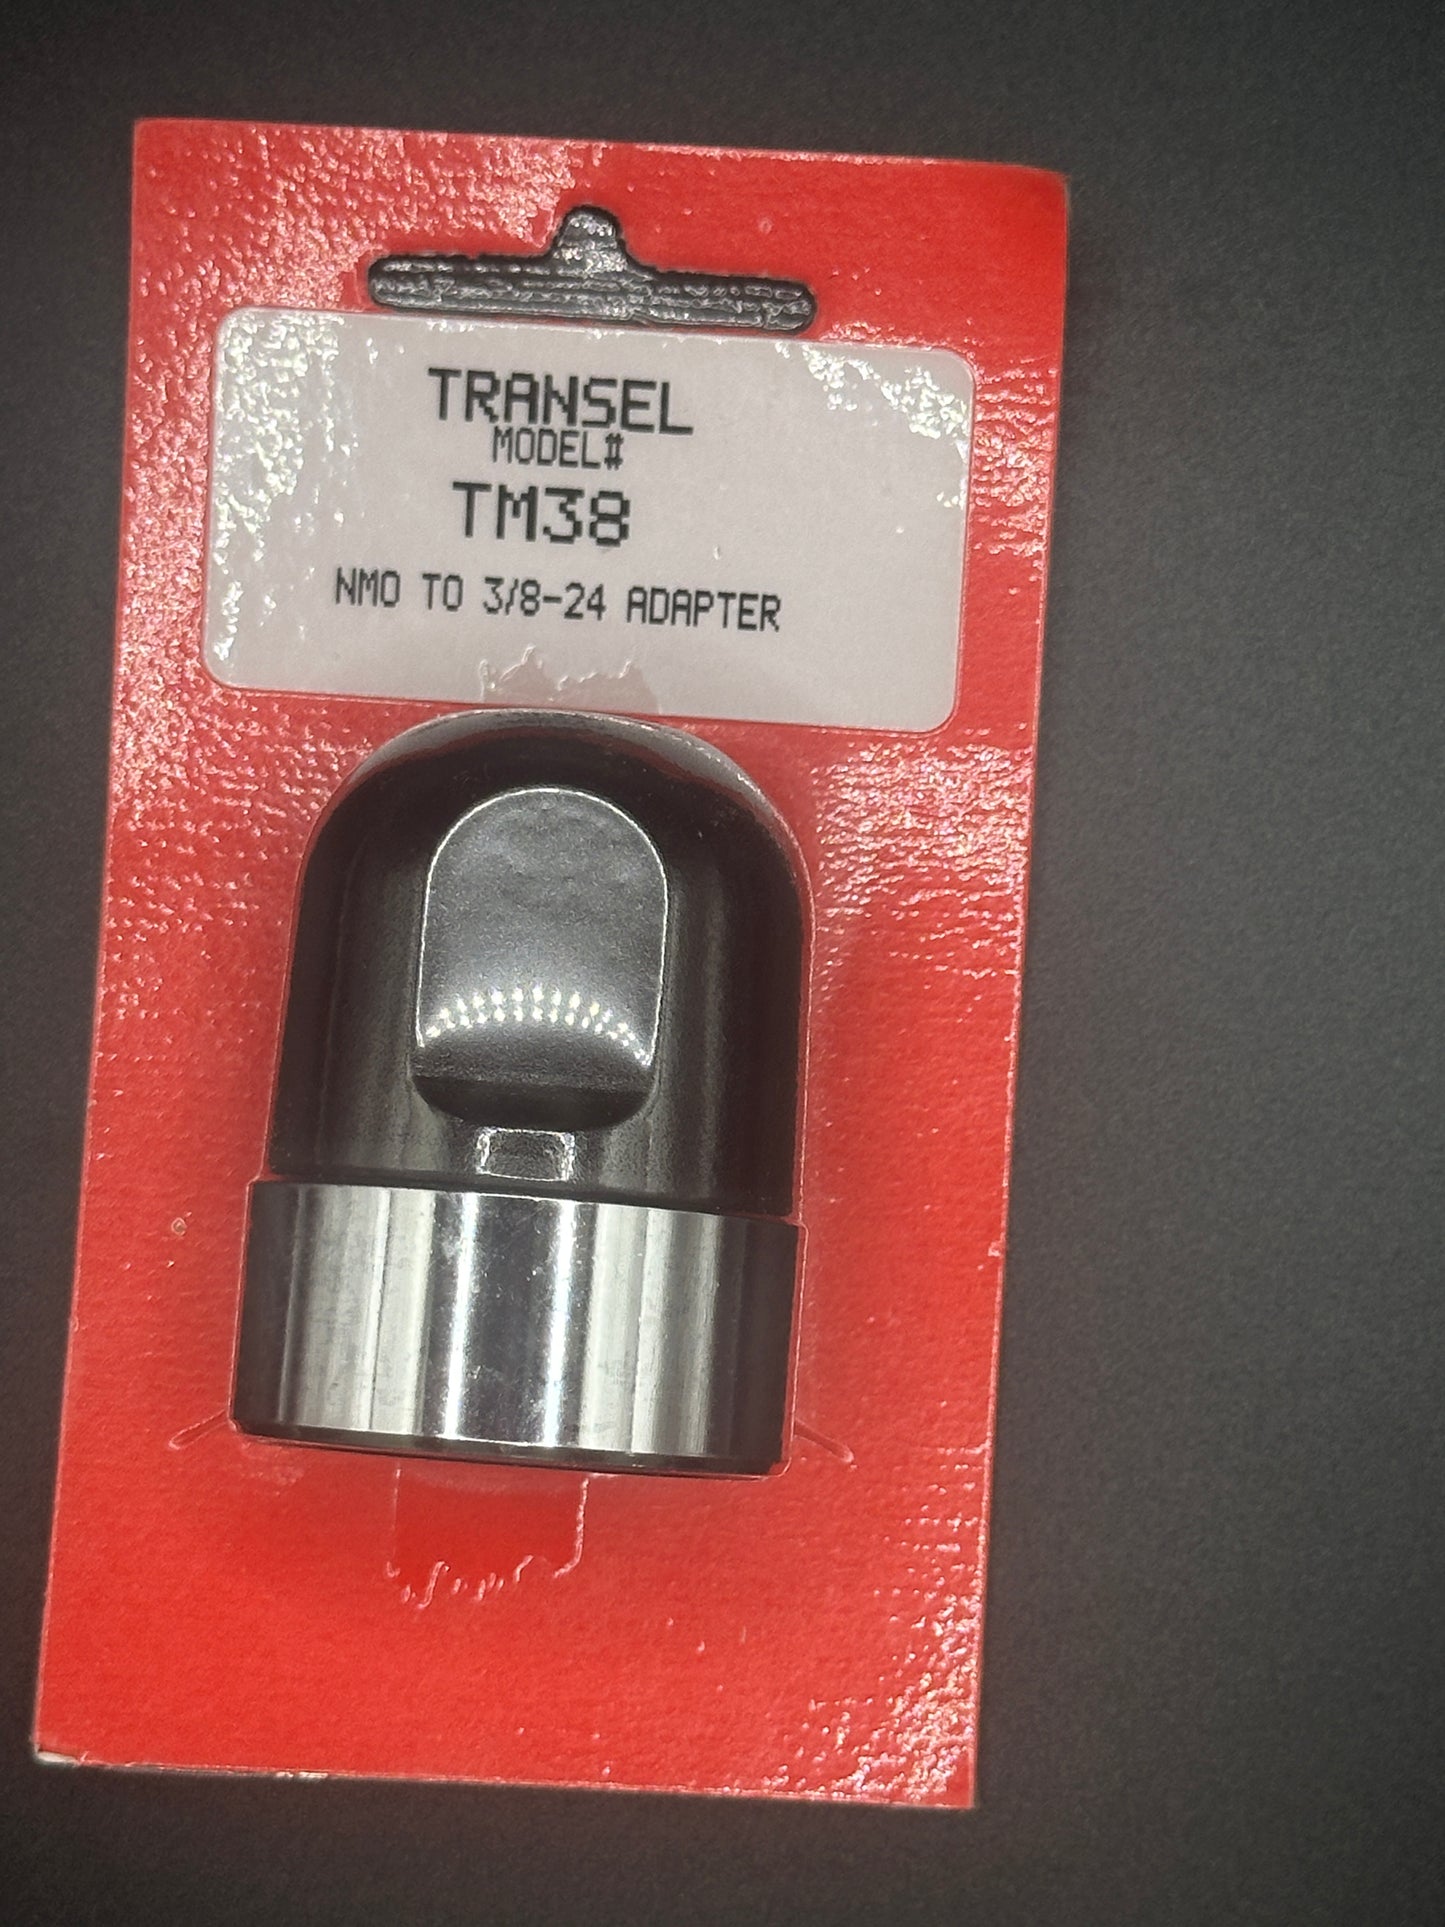 TRANSEL
MODEL#
TM38
NMO TO 3/8-24 ADAPTER